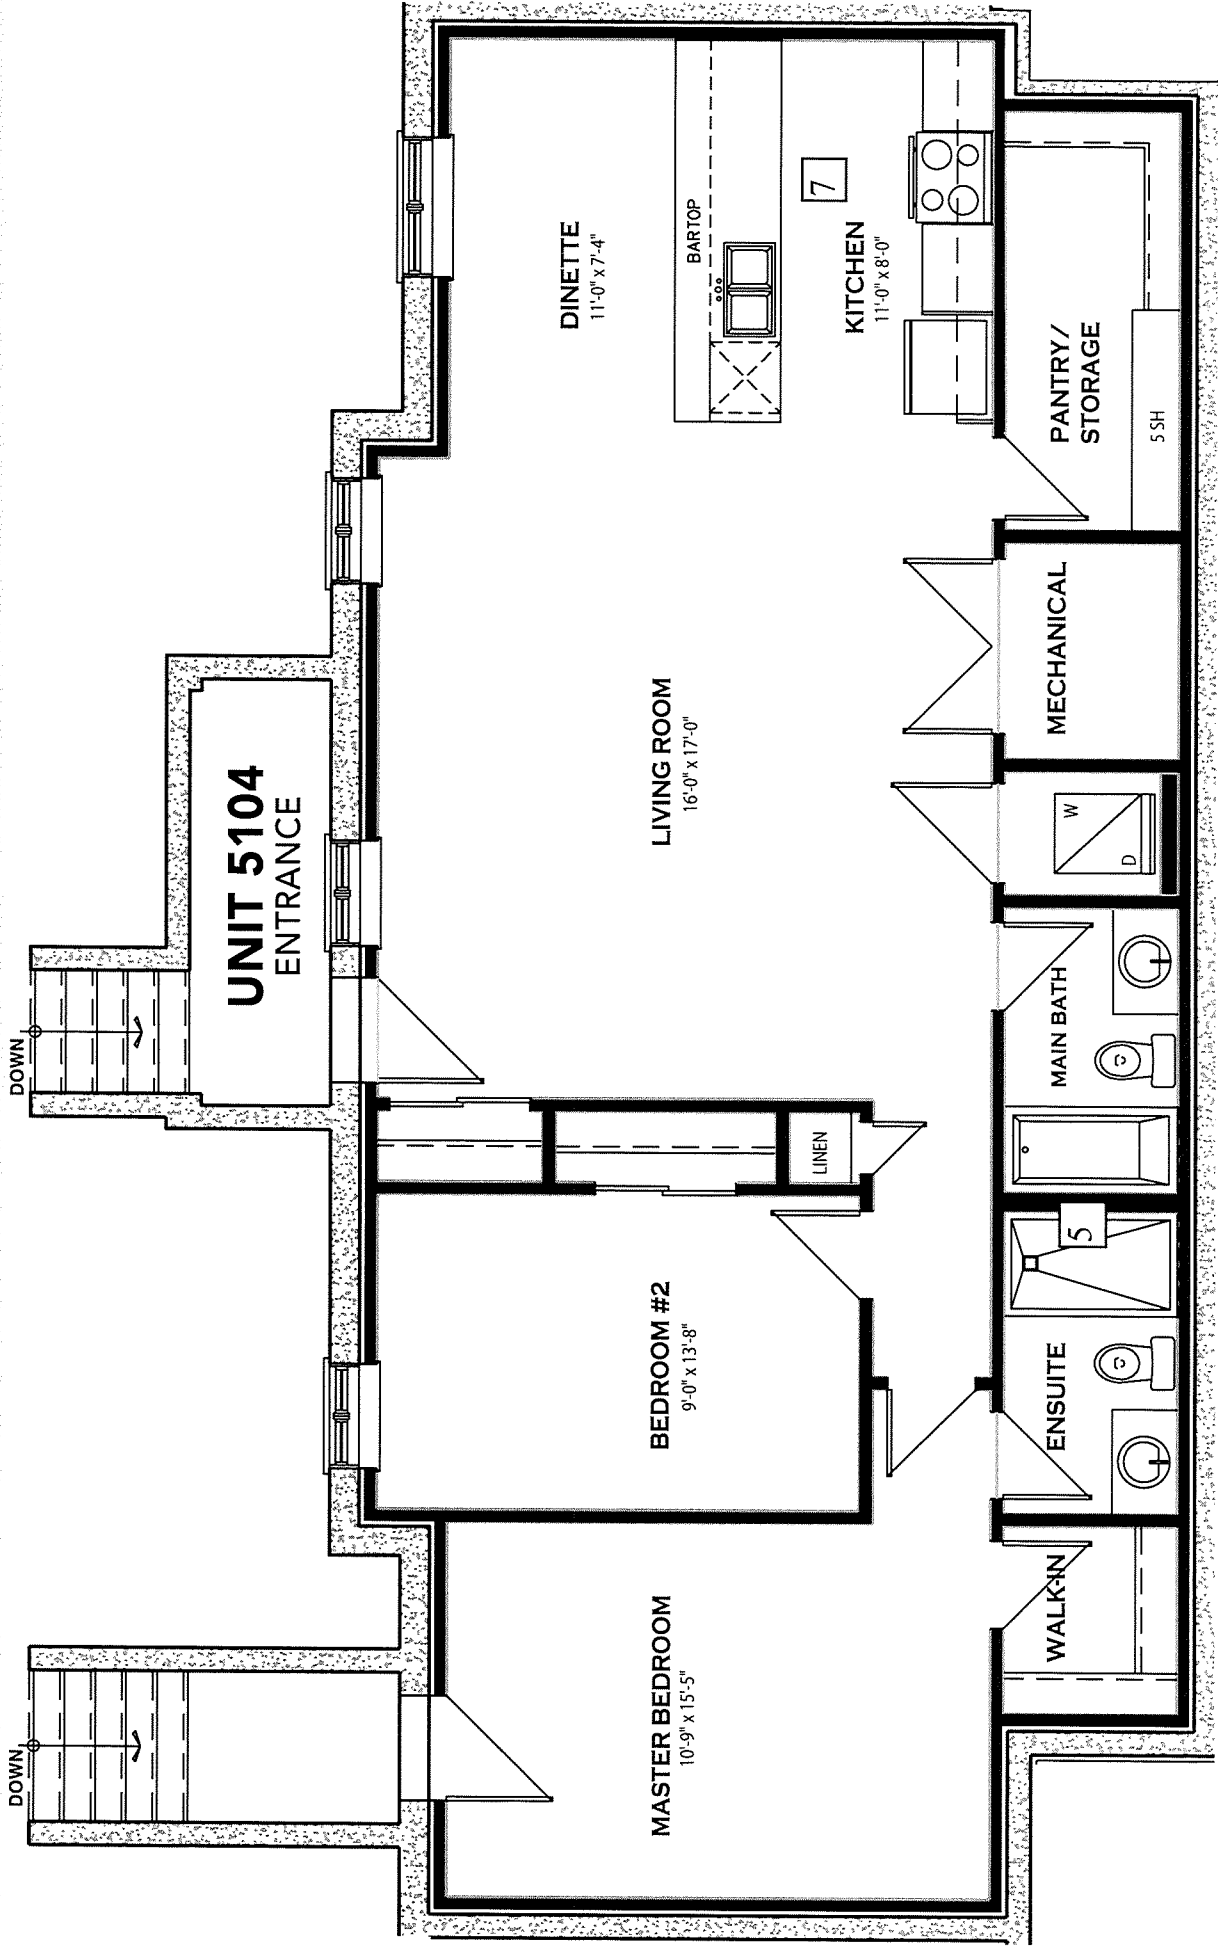 DOWN
DOWN
UNIT 5104
ENTRANCE
MASTER BEDROOM
10'-9" x 15'-5"
BEDROOM #2
9'-0" x 13'-8"
LIVING ROOM
16'-0" x 17'-0"
DINETTE
11'-0" x 7'-4"
BARTOP
7
KITCHEN
11'-0" x 8'-0"
LINEN
WALK-IN
ENSUITE
5
MAIN BATH
W
D
MECHANICAL
PANTRY/
STORAGE
5 SH